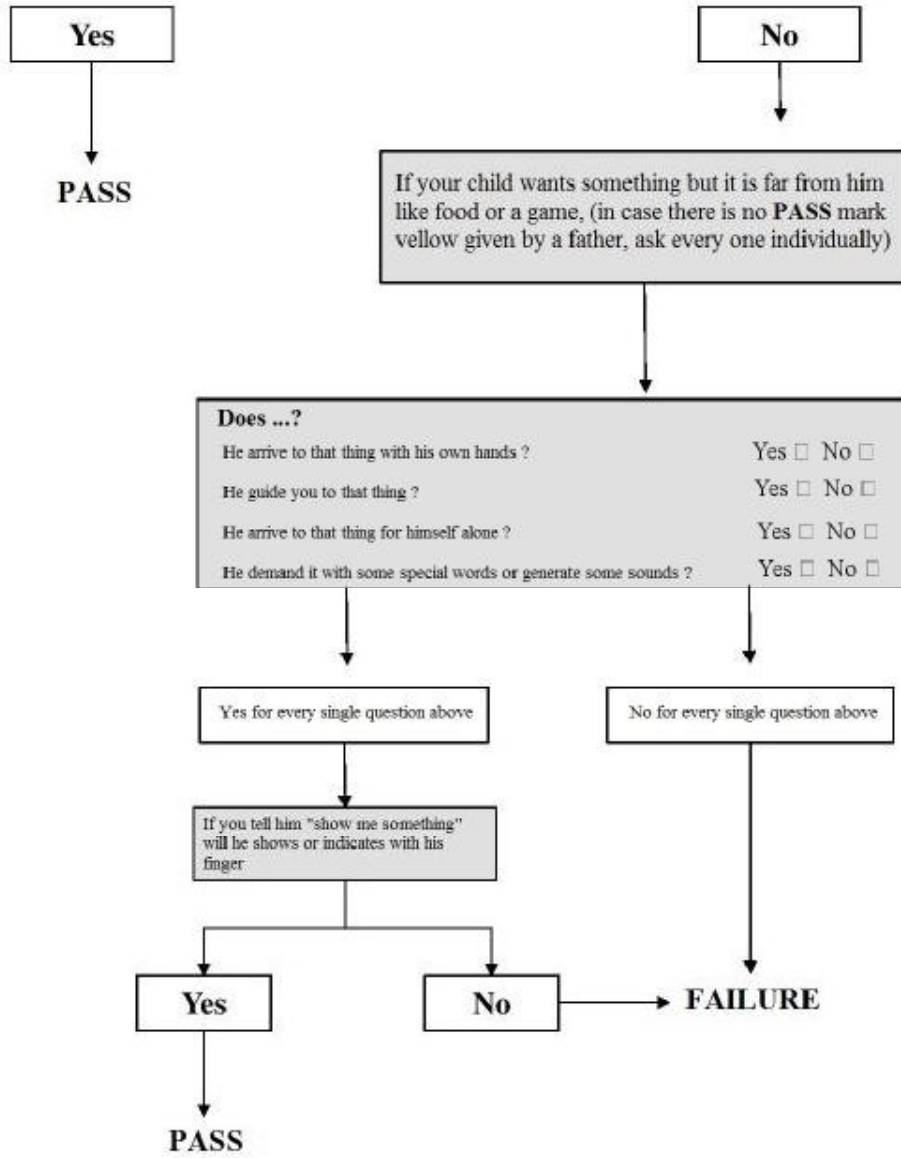 Yes
No
PASS
If your child wants something but it is far from him
like food or a game, (in case there is no PASS mark
vellow given by a father, ask every one individually)
Does ...?
He arrive to that thing with his own hands ? Yes □ No □
He guide you to that thing ? Yes □ No □
He arrive to that thing for himself alone ? Yes □ No □
He demand it with some special words or generate some sounds ? Yes □ No □
Yes for every single question above
No for every single question above
If you tell him "show me something"
will he shows or indicates with his
finger
Yes
No
FAILURE
PASS